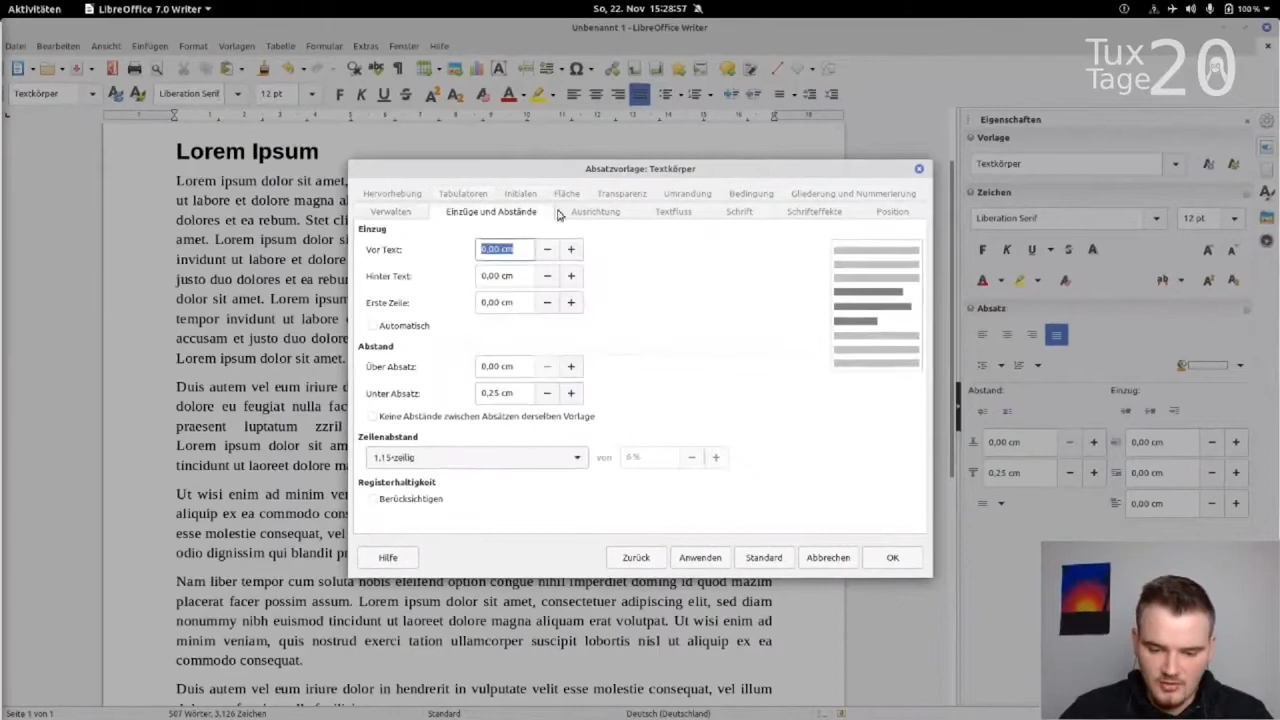 Aktivitäten LibreOffice 7.0 Writer So, 22. Nov 15:28:57 100 %
Unbenannt 1 - LibreOffice Writer
Datei Bearbeiten Ansicht Einfügen Format Vorlagen Tabelle Formular Extras Fenster Hilfe
Tux
Tage 20
Textkörper Liberation Serif 12 pt F K U S
Lorem Ipsum
Lorem ipsum dolor sit amet,
ut labore et dolore magna
dolores et ea rebum.
amet. Lorem ipsum dolor
invidunt ut labore
justo duo dolores et ea rebum.
dolor sit amet,
tempor invidunt ut labore
accusam et justo duo dolore
Lorem ipsum dolor sit amet.
Duis autem vel eum iriure
dolore eu feugiat nulla
praesent luptatum zzril
Lorem ipsum dolor sit amet,
tincidunt ut laoreet dolore
Ut wisi enim ad minim
aliquip ex ea commodo
esse molestie consequat,
odio dignissim qui blandit
Nam liber tempor cum soluta nobis eleifend option congue nihil imperdiet doming id quod mazim
placerat facer possim assum. Lorem ipsum dolor sit amet, consectetuer adipiscing elit, sed diam
nonummy nibh euismod tincidunt ut laoreet dolore magna aliquam erat volutpat. Ut wisi enim ad
minim veniam, quis nostrud exerci tation ullamcorper suscipit lobortis nisl ut aliquip ex ea
commodo consequat.
Duis autem vel eum iriure dolor in hendrerit in vulputate velit esse molestie consequat, vel illum
Absatzvorlage: Textkörper
Hervorhebung Tabulatoren Initialen Fläche Transparenz Umrandung Bedingung Gliederung und Nummerierung
Verwalten Einzüge und Abstände Ausrichtung Textfluss Schrift Schrifteffekte Position
Einzug
Vor Text: 0,00 cm
Hinter Text: 0,00 cm
Erste Zeile: 0,00 cm
Automatisch
Abstand
Über Absatz: 0,00 cm
Unter Absatz: 0,25 cm
Keine Abstände zwischen Absätzen derselben Vorlage
Zeilenabstand
1,15-zeilig von 6 %
Registerhaltigkeit
Berücksichtigen
Hilfe Zurück Anwenden Standard Abbrechen OK
Eigenschaften
Vorlage
Textkörper
Zeichen
Liberation Serif 12 pt
F K U S A
Absatz
Abstand: Einzug:
0,00 cm 0,00 cm
0,25 cm 0,00 cm
0,00 cm
Seite 1 von 1 507 Wörter, 3.126 Zeichen Standard Deutsch (Deutschland)